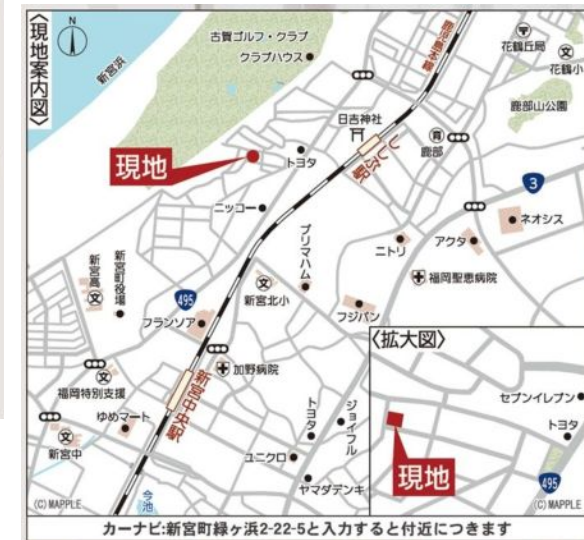 〈現地案内図〉
N
新宮浜
古賀ゴルフ・クラブ
クラブハウス
鹿児島本線
花鶴丘局
花鶴小
文
鹿部山公園
日吉神社
ししぶ駅
鹿部
トヨタ
現地
ニッコー
3
ネオシス
アクタ
ニトリ
福岡聖恵病院
プリマハム
新宮高
文
新宮町役場
495
新宮北小
文
フランソア
フジパン
加野病院
福岡特別支援
文
新宮中央駅
ゆめマート
新宮中
文
トヨタ
ジョイフル
ユニクロ
ヤマダデンキ
今池
(C)MAPPLE
〈拡大図〉
セブンイレブン
トヨタ
現地
495
(C)MAPPLE
カーナビ:新宮町緑ヶ浜2-22-5と入力すると付近につきます